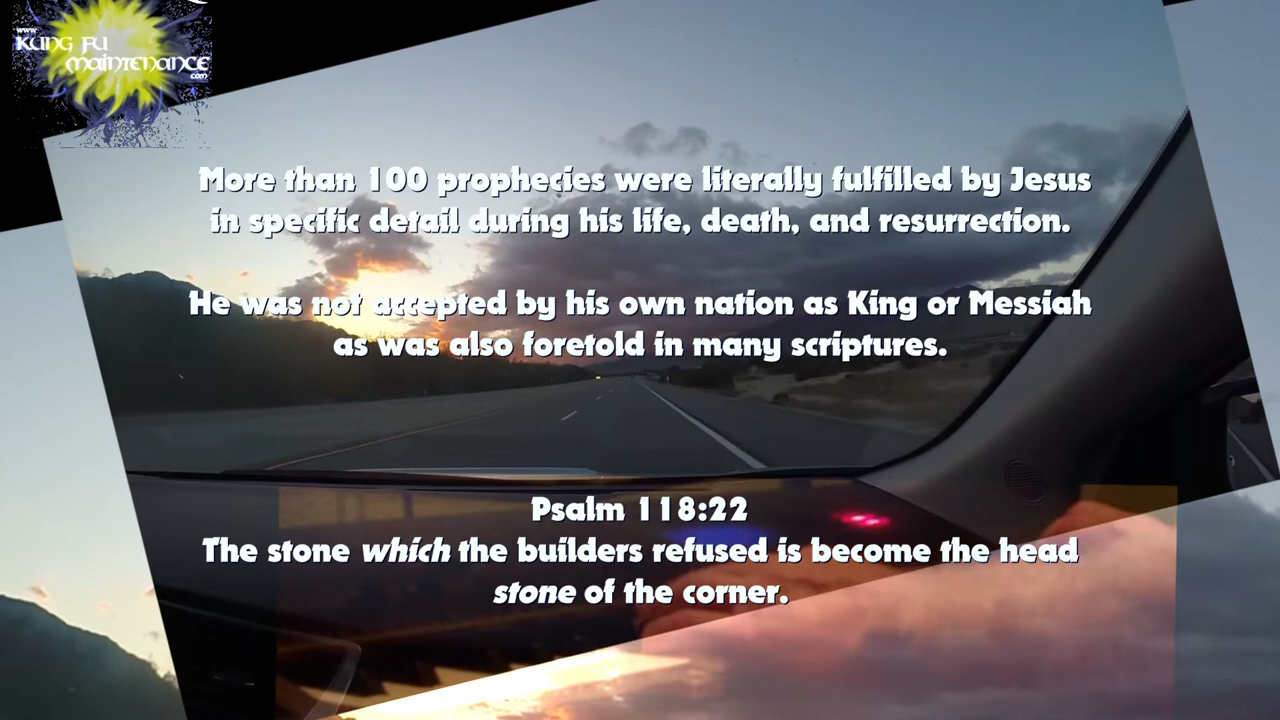 www
KUNG FU
MAINTENANCE
.com
More than 100 prophecies were literally fulfilled by Jesus
in specific detail during his life, death, and resurrection.
He was not accepted by his own nation as King or Messiah
as was also foretold in many scriptures.
Psalm 118:22
The stone which the builders refused is become the head
stone of the corner.